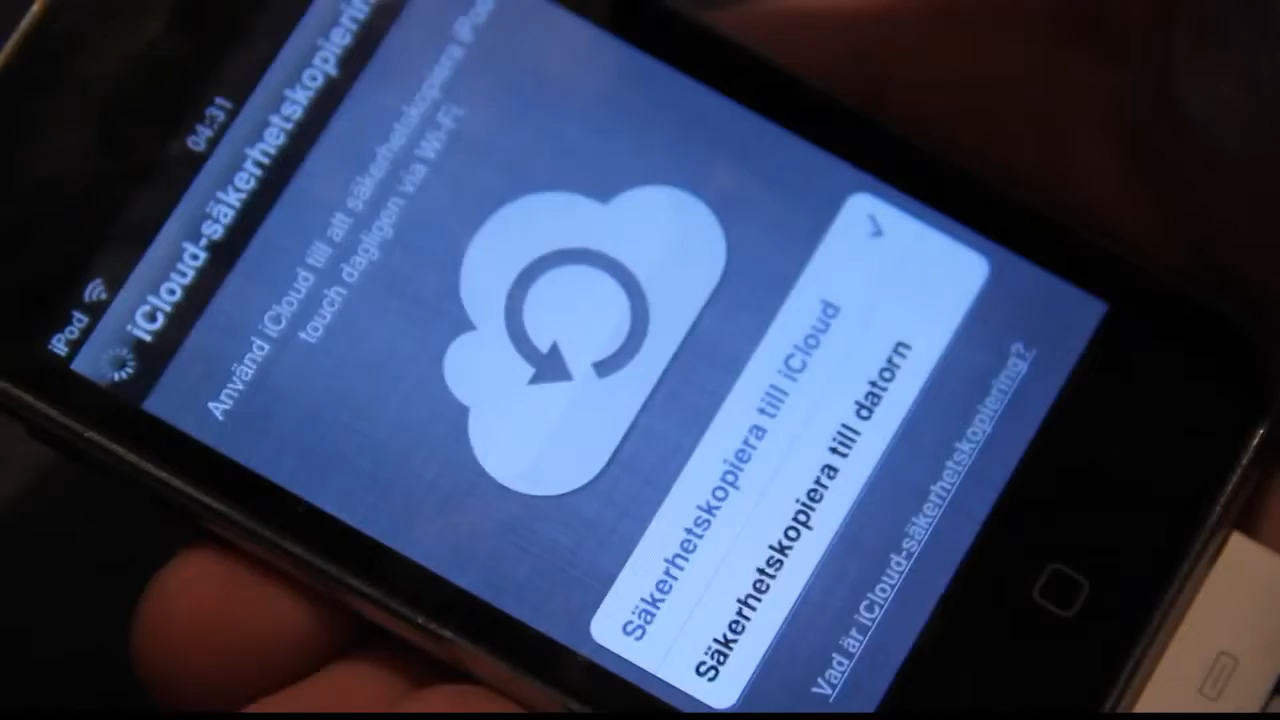 iPod 04:31
iCloud-säkerhetskopiering
Använd iCloud till att säkerhetskopiera iPod
touch dagligen via Wi-Fi
Säkerhetskopiera till iCloud
Säkerhetskopiera till datorn
Vad är iCloud-säkerhetskopiering?